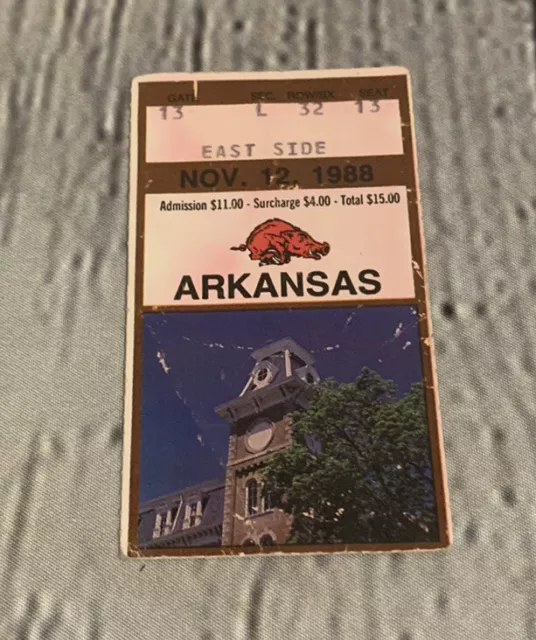 GATE SEC. ROW/BX SEAT
13 L 32 13
EAST SIDE
NOV. 12, 1988
Admission $11.00 - Surcharge $4.00 - Total $15.00
ARKANSAS